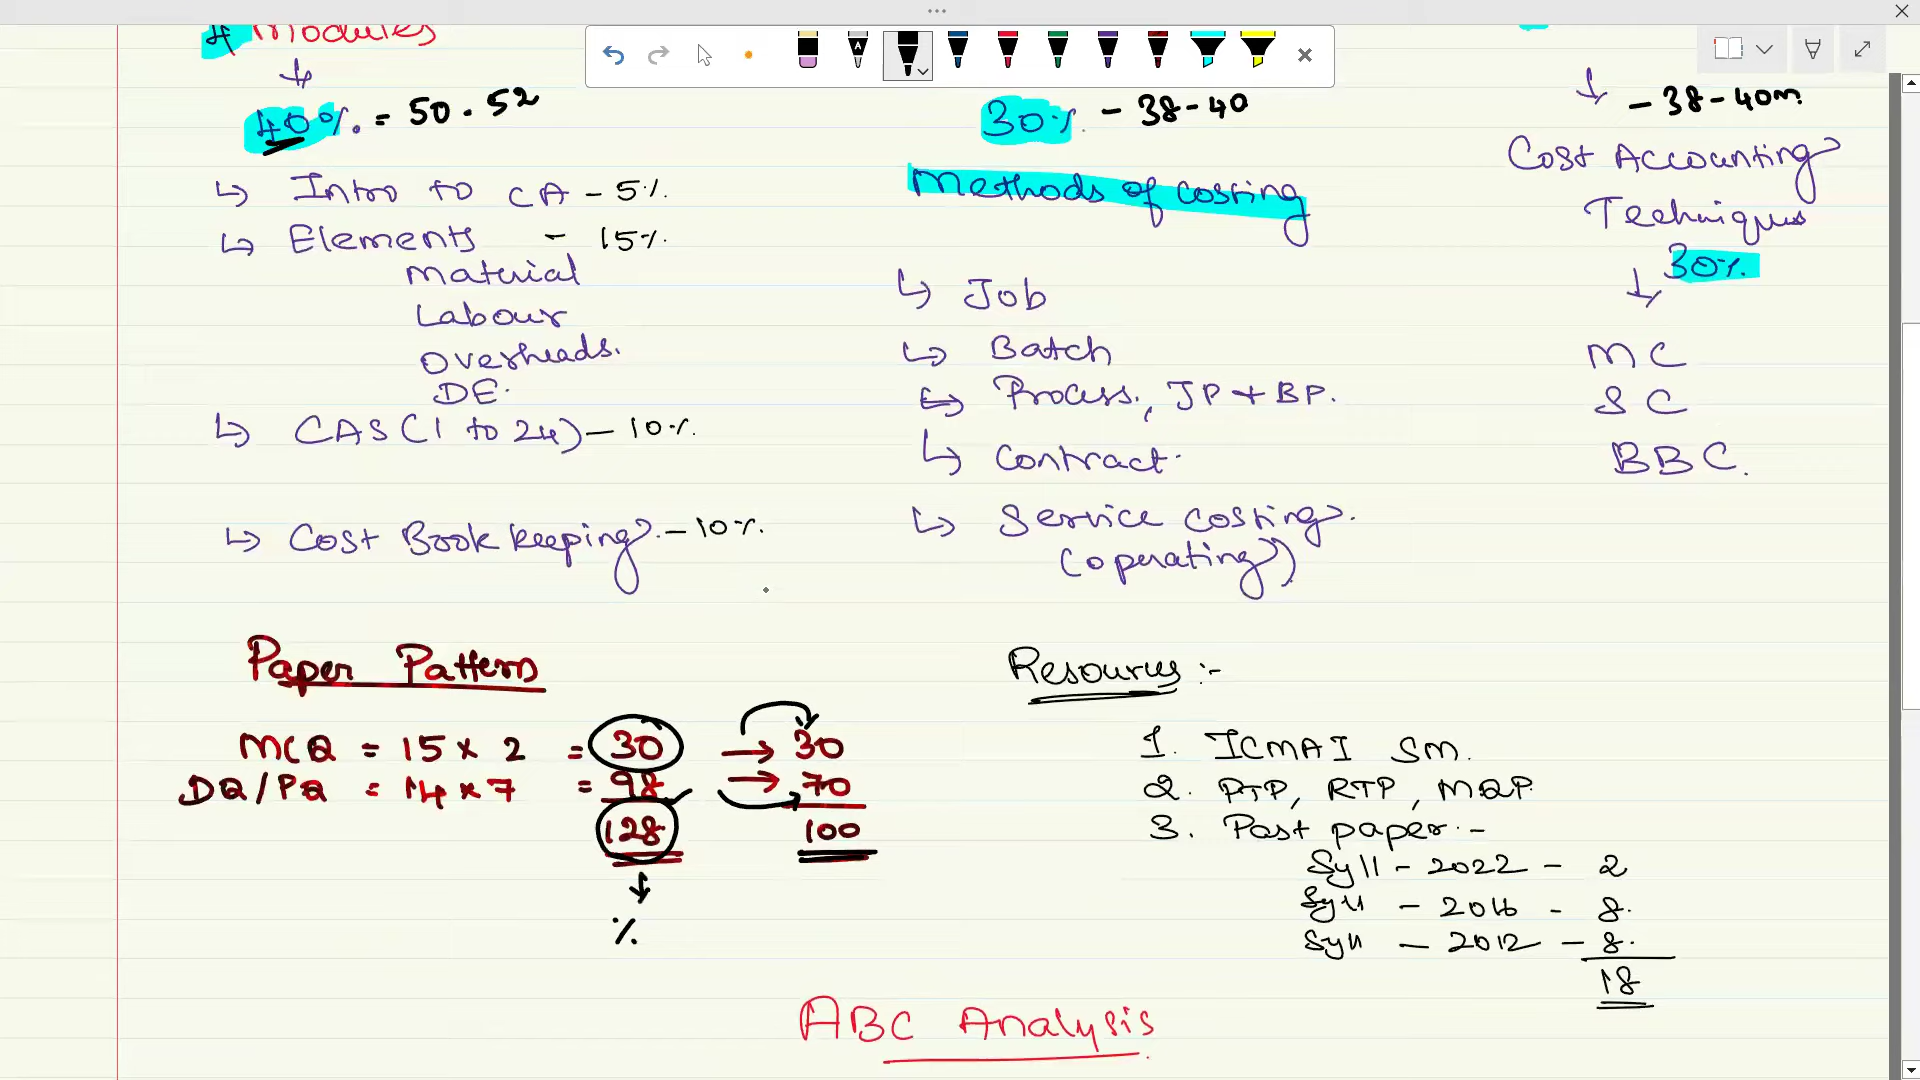 4 Modules
40% = 50.52
↳ Intro to CA - 5%.
↳ Elements - 15%.
Material
Labour
Overheads.
DE.
↳ CAS (1 to 24) - 10%.
↳ Cost Book keeping. - 10%.
30% - 38-40
Methods of costing
↳ Job
↳ Batch
↳ Process., JP + BP.
↳ Contract.
↳ Service costing.
(operating)
- 38-40m
Cost Accounting
Techniques
30%.
MC
SC
BBC.
Paper Pattern
MCQ = 15 x 2 = 30 → 30
DQ/PQ = 14 x 7 = 98 → 70
128 100
%
Resources :-
1. ICMAI SM.
2. PTP, RTP, MQP.
3. Past paper :-
Syll - 2022 - 2
Syll - 2016 - 8.
Syll - 2012 - 8.
18
ABC Analysis